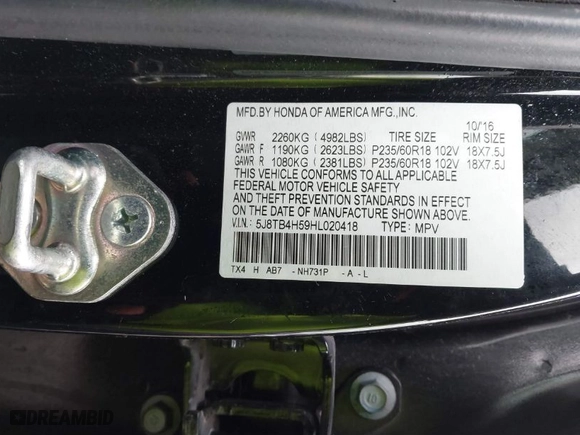 MFD.BY HONDA OF AMERICA MFG.,INC.
10/16
GVWR 2260KG ( 4982LBS) TIRE SIZE RIM SIZE
GAWR F 1190KG ( 2623LBS) P235/60R18 102V 18X7.5J
GAWR R 1080KG ( 2381LBS) P235/60R18 102V 18X7.5J
THIS VEHICLE CONFORMS TO ALL APPLICABLE
FEDERAL MOTOR VEHICLE SAFETY
AND BUMPER STANDARDS IN EFFECT
ON THE DATE OF MANUFACTURE
SHOWN ABOVE.
V.I.N.: 5J8TB4H59HL020418 TYPE: MPV
TX4 H AB7 -NH731P -A-L
DREAMBID